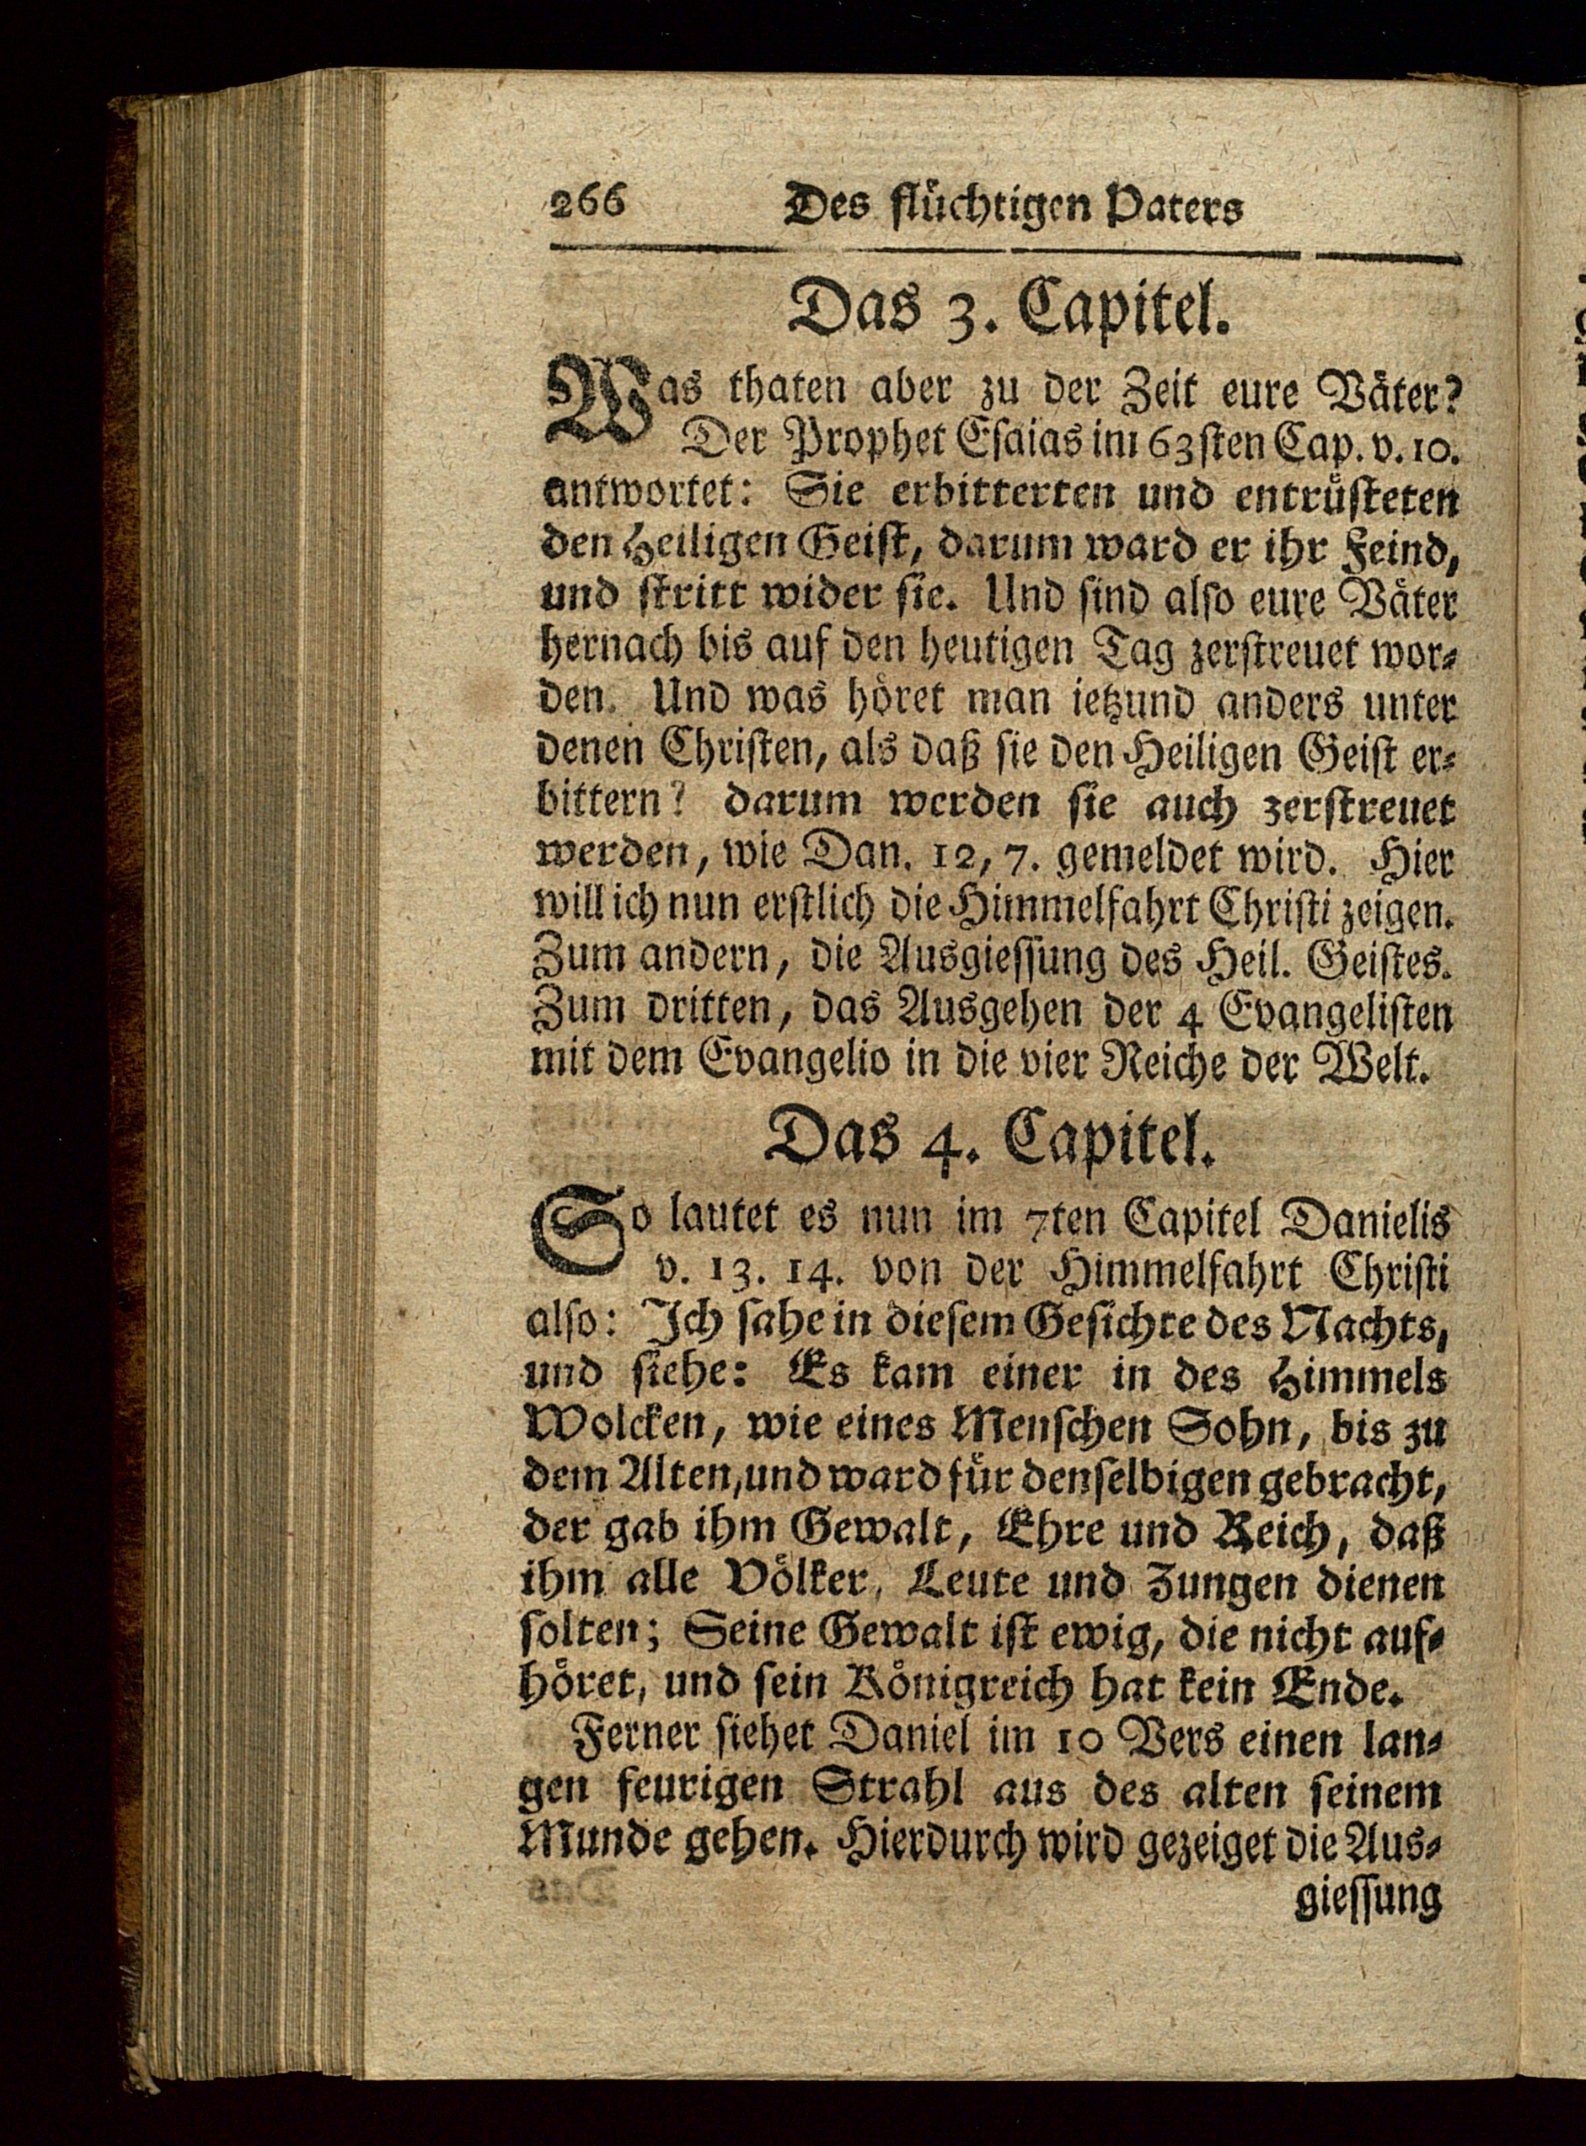 266 Des flüchtigen Paters
Das 3. Capitel.
Was thaten aber zu der Zeit eure Väter?
Der Prophet Esaias im 63sten Cap. v. 10.
antwortet: Sie erbitterten und entrüsteten
den Heiligen Geist, darum ward er ihr Feind,
und stritt wider sie. Und sind also eure Väter
hernach bis auf den heutigen Tag zerstreuet wor-
den. Und was höret man ietzund anders unter
denen Christen, als daß sie den Heiligen Geist er-
bittern? darum werden sie auch zerstreuet
werden, wie Dan. 12, 7. gemeldet wird. Hier
will ich nun erstlich die Himmelfahrt Christi zeigen.
Zum andern, die Ausgiessung des Heil. Geistes.
Zum dritten, das Ausgehen der 4 Evangelisten
mit dem Evangelio in die vier Reiche der Welt.
Das 4. Capitel.
So lautet es nun im 7ten Capitel Danielis
v. 13. 14. von der Himmelfahrt Christi
also: Ich sahe in diesem Gesichte des Nachts,
und siehe: Es kam einer in des Himmels
Wolcken, wie eines Menschen Sohn, bis zu
dem Alten, und ward für denselbigen gebracht,
der gab ihm Gewalt, Ehre und Reich, daß
ihm alle Völker, Leute und Zungen dienen
solten; Seine Gewalt ist ewig, die nicht auf-
höret, und sein Königreich hat kein Ende.
Ferner siehet Daniel im 10 Vers einen lan-
gen feurigen Strahl aus des alten seinem
Munde gehen. Hierdurch wird gezeiget die Aus-
giessung